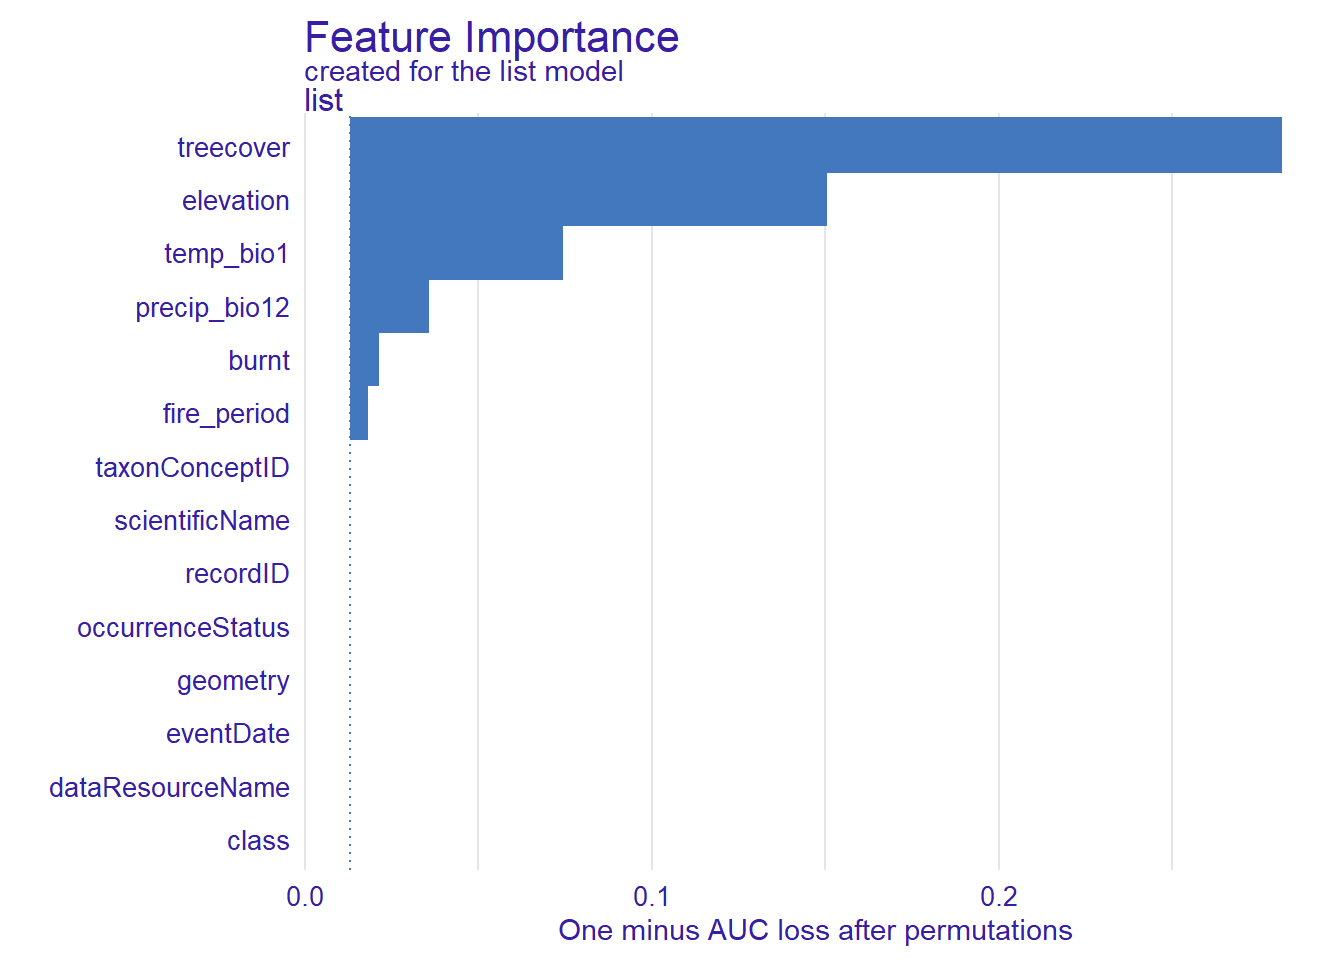 Feature Importance
created for the list model
list
treecover
elevation
temp_bio1
precip_bio12
burnt
fire_period
taxonConceptID
scientificName
recordID
occurrenceStatus
geometry
eventDate
dataResourceName
class
0.0 0.1 0.2
One minus AUC loss after permutations